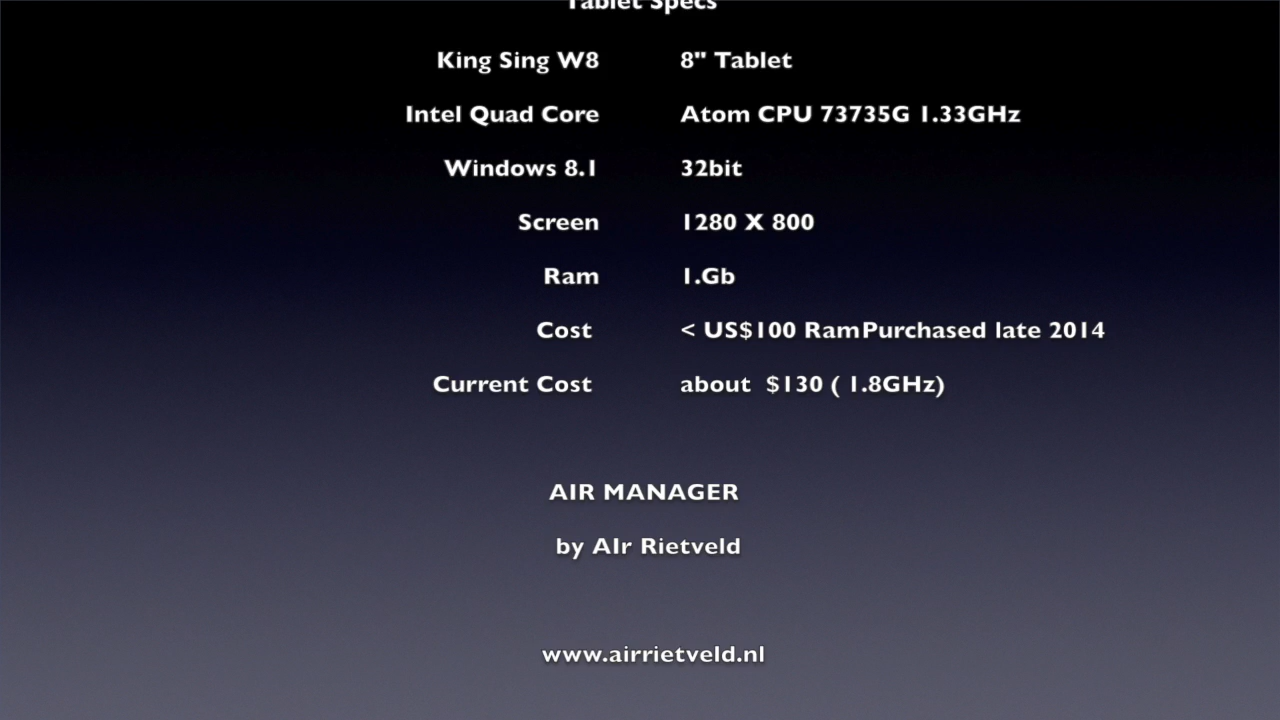 Tablet Specs
King Sing W8 8" Tablet
Intel Quad Core Atom CPU 73735G 1.33GHz
Windows 8.1 32bit
Screen 1280 X 800
Ram 1.Gb
Cost < US$100 RamPurchased late 2014
Current Cost about $130 ( 1.8GHz)
AIR MANAGER
by AIr Rietveld
www.airrietveld.nl